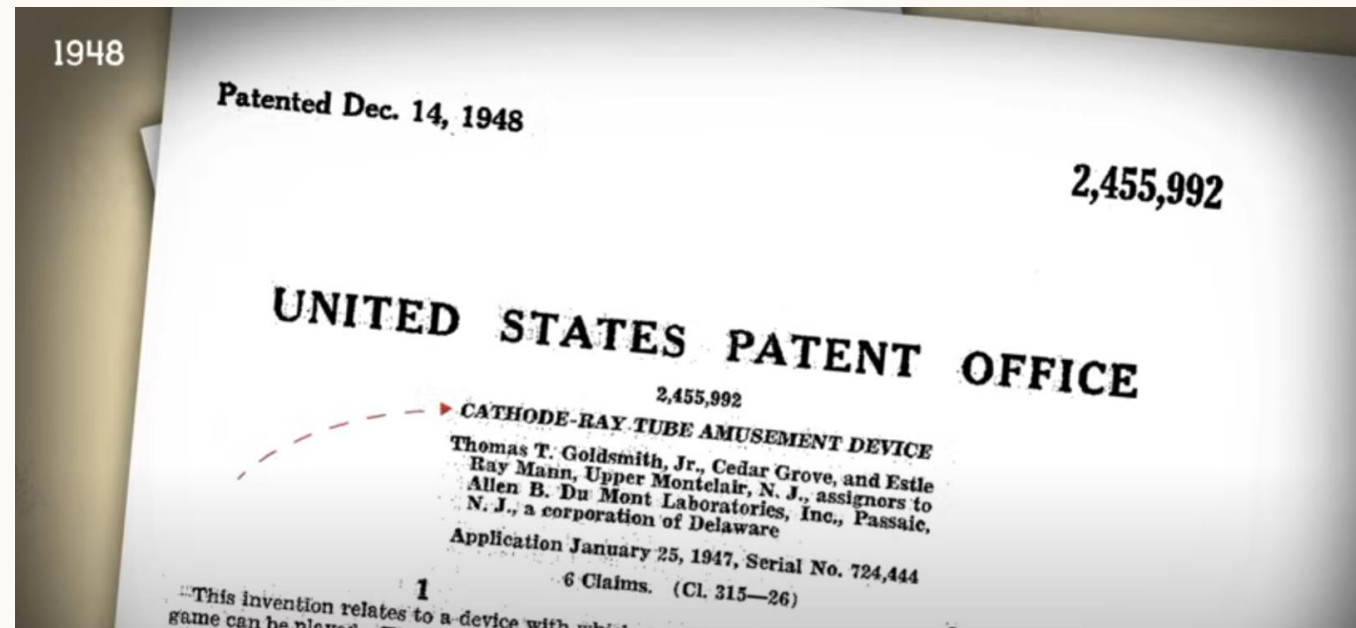 1948
Patented Dec. 14, 1948
2,455,992
UNITED STATES PATENT OFFICE
2,455,992
CATHODE-RAY TUBE AMUSEMENT DEVICE
Thomas T. Goldsmith, Jr., Cedar Grove, and Estle
Ray Mann, Upper Montclair, N. J., assignors to
Allen B. Du Mont Laboratories, Inc., Passaic,
N. J., a corporation of Delaware
Application January 25, 1947, Serial No. 724,444
6 Claims. (Cl. 315—26)
1
This invention relates to a device with
game can be